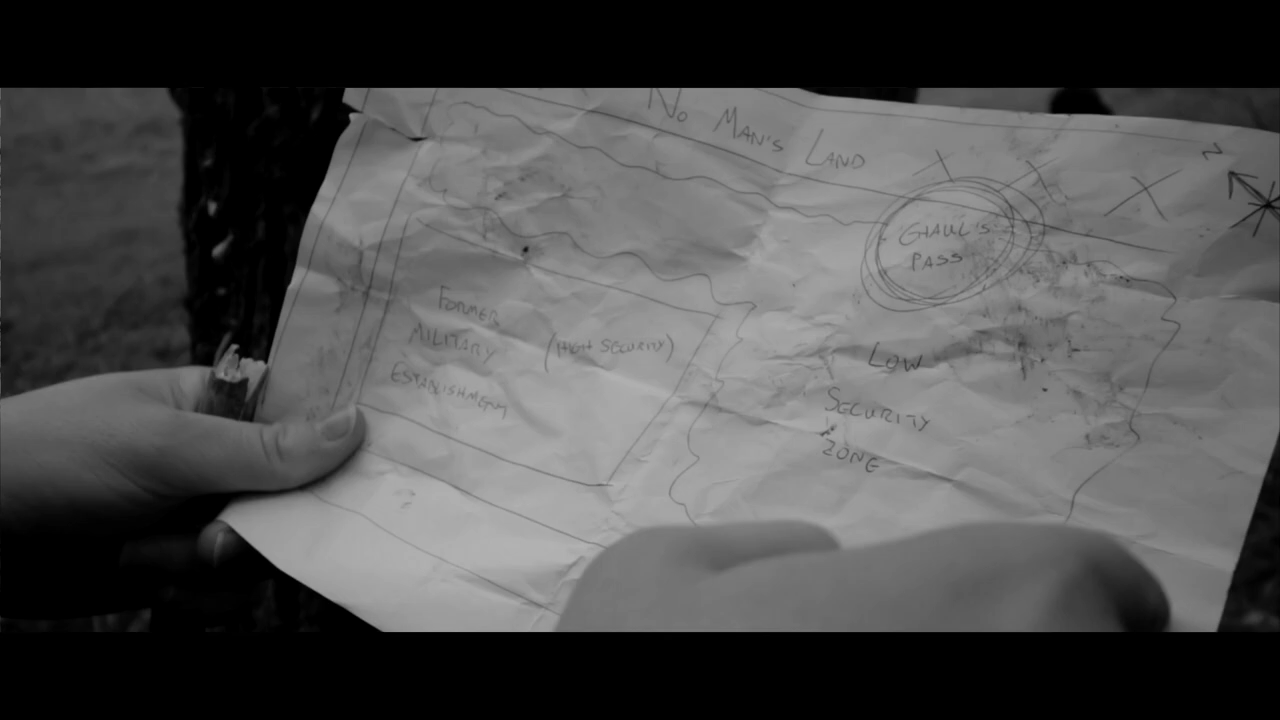 No Man's Land
N
GHAUL'S
PASS
FORMER
MILITARY
(HIGH SECURITY)
ESTABLISHMENT
LOW
SECURITY
ZONE
?